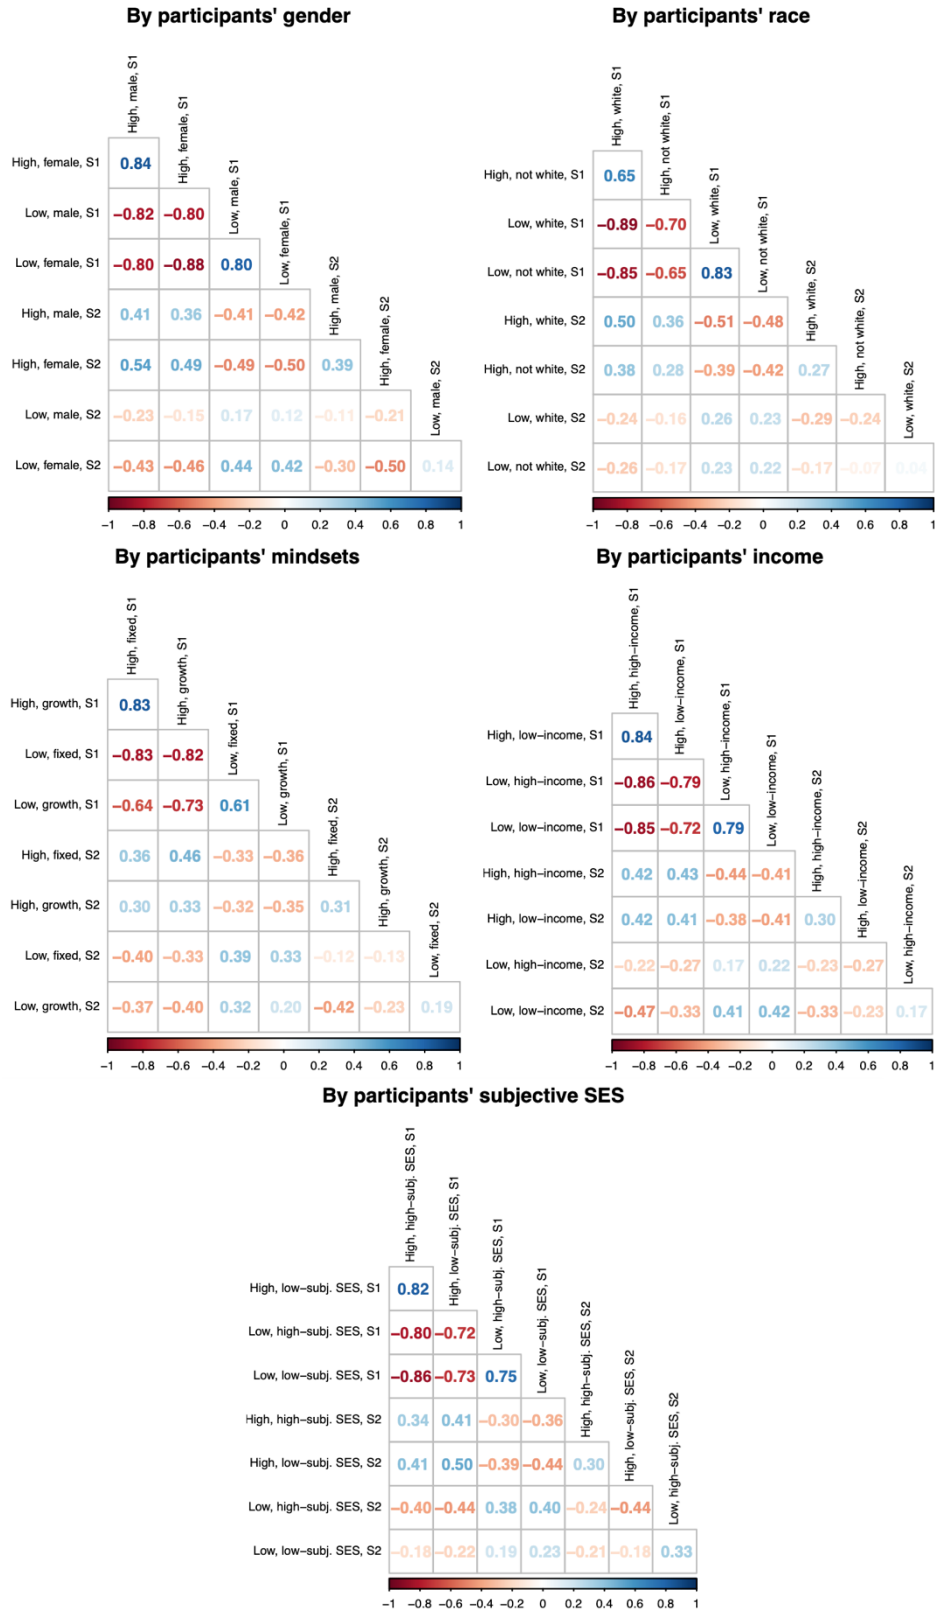 By participants' gender
High, male, S1
High, female, S1
Low, male, S1
Low, female, S1
High, male, S2
High, female, S2
Low, male, S2
High, female, S1 0.84
Low, male, S1 −0.82 −0.80
Low, female, S1 −0.80 −0.88 0.80
High, male, S2 0.41 0.36 −0.41 −0.42
High, female, S2 0.54 0.49 −0.49 −0.50 0.39
Low, male, S2 −0.23 −0.15 0.17 0.12 −0.11 −0.21
Low, female, S2 −0.43 −0.46 0.44 0.42 −0.30 −0.50 0.14
−1 −0.8 −0.6 −0.4 −0.2 0 0.2 0.4 0.6 0.8 1
By participants' race
High, white, S1
High, not white, S1
Low, white, S1
Low, not white, S1
High, white, S2
High, not white, S2
Low, white, S2
High, not white, S1 0.65
Low, white, S1 −0.89 −0.70
Low, not white, S1 −0.85 −0.65 0.83
High, white, S2 0.50 0.36 −0.51 −0.48
High, not white, S2 0.38 0.28 −0.39 −0.42 0.27
Low, white, S2 −0.24 −0.16 0.26 0.23 −0.29 −0.24
Low, not white, S2 −0.26 −0.17 0.23 0.22 −0.17 −0.07 0.04
−1 −0.8 −0.6 −0.4 −0.2 0 0.2 0.4 0.6 0.8 1
By participants' mindsets
High, fixed, S1
High, growth, S1
Low, fixed, S1
Low, growth, S1
High, fixed, S2
High, growth, S2
Low, fixed, S2
High, growth, S1 0.83
Low, fixed, S1 −0.83 −0.82
Low, growth, S1 −0.64 −0.73 0.61
High, fixed, S2 0.36 0.46 −0.33 −0.36
High, growth, S2 0.30 0.33 −0.32 −0.35 0.31
Low, fixed, S2 −0.40 −0.33 0.39 0.33 −0.12 −0.13
Low, growth, S2 −0.37 −0.40 0.32 0.20 −0.42 −0.23 0.19
−1 −0.8 −0.6 −0.4 −0.2 0 0.2 0.4 0.6 0.8 1
By participants' income
High, high−income, S1
High, low−income, S1
Low, high−income, S1
Low, low−income, S1
High, high−income, S2
High, low−income, S2
Low, high−income, S2
High, low−income, S1 0.84
Low, high−income, S1 −0.86 −0.79
Low, low−income, S1 −0.85 −0.72 0.79
High, high−income, S2 0.42 0.43 −0.44 −0.41
High, low−income, S2 0.42 0.41 −0.38 −0.41 0.30
Low, high−income, S2 −0.22 −0.27 0.17 0.22 −0.23 −0.27
Low, low−income, S2 −0.47 −0.33 0.41 0.42 −0.33 −0.23 0.17
−1 −0.8 −0.6 −0.4 −0.2 0 0.2 0.4 0.6 0.8 1
By participants' subjective SES
High, high−subj. SES, S1
High, low−subj. SES, S1
Low, high−subj. SES, S1
Low, low−subj. SES, S1
High, high−subj. SES, S2
High, low−subj. SES, S2
Low, high−subj. SES, S2
High, low−subj. SES, S1 0.82
Low, high−subj. SES, S1 −0.80 −0.72
Low, low−subj. SES, S1 −0.86 −0.73 0.75
High, high−subj. SES, S2 0.34 0.41 −0.30 −0.36
High, low−subj. SES, S2 0.41 0.50 −0.39 −0.44 0.30
Low, high−subj. SES, S2 −0.40 −0.44 0.38 0.40 −0.24 −0.44
Low, low−subj. SES, S2 −0.18 −0.22 0.19 0.23 −0.21 −0.18 0.33
−1 −0.8 −0.6 −0.4 −0.2 0 0.2 0.4 0.6 0.8 1